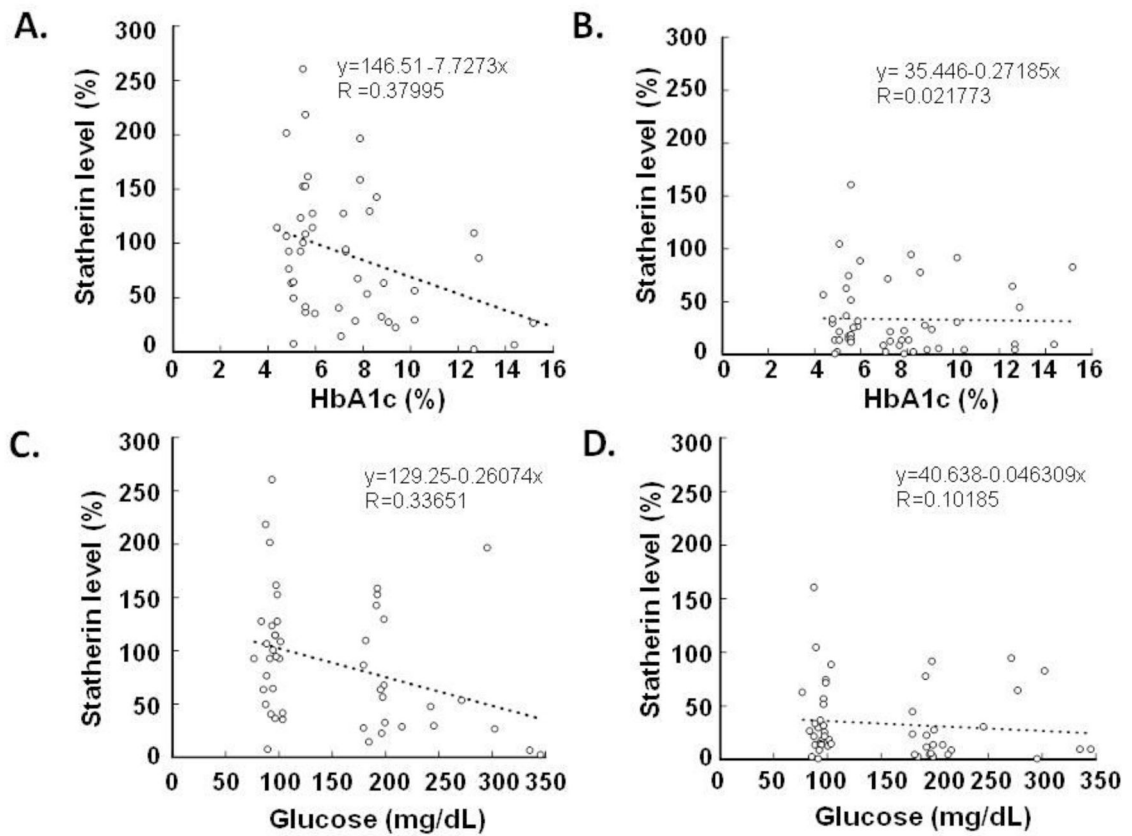 A.
300
250
200
150
100
50
0
Statherin level (%)
y=146.51-7.7273x
R =0.37995
0 2 4 6 8 10 12 14 16
HbA1c (%)
B.
300
250
200
150
100
50
0
Statherin level (%)
y= 35.446-0.27185x
R=0.021773
0 2 4 6 8 10 12 14 16
HbA1c (%)
C.
300
250
200
150
100
50
0
Statherin level (%)
y=129.25-0.26074x
R=0.33651
0 50 100 150 200 250 300 350
Glucose (mg/dL)
D.
300
250
200
150
100
50
0
Statherin level (%)
y=40.638-0.046309x
R=0.10185
0 50 100 150 200 250 300 350
Glucose (mg/dL)